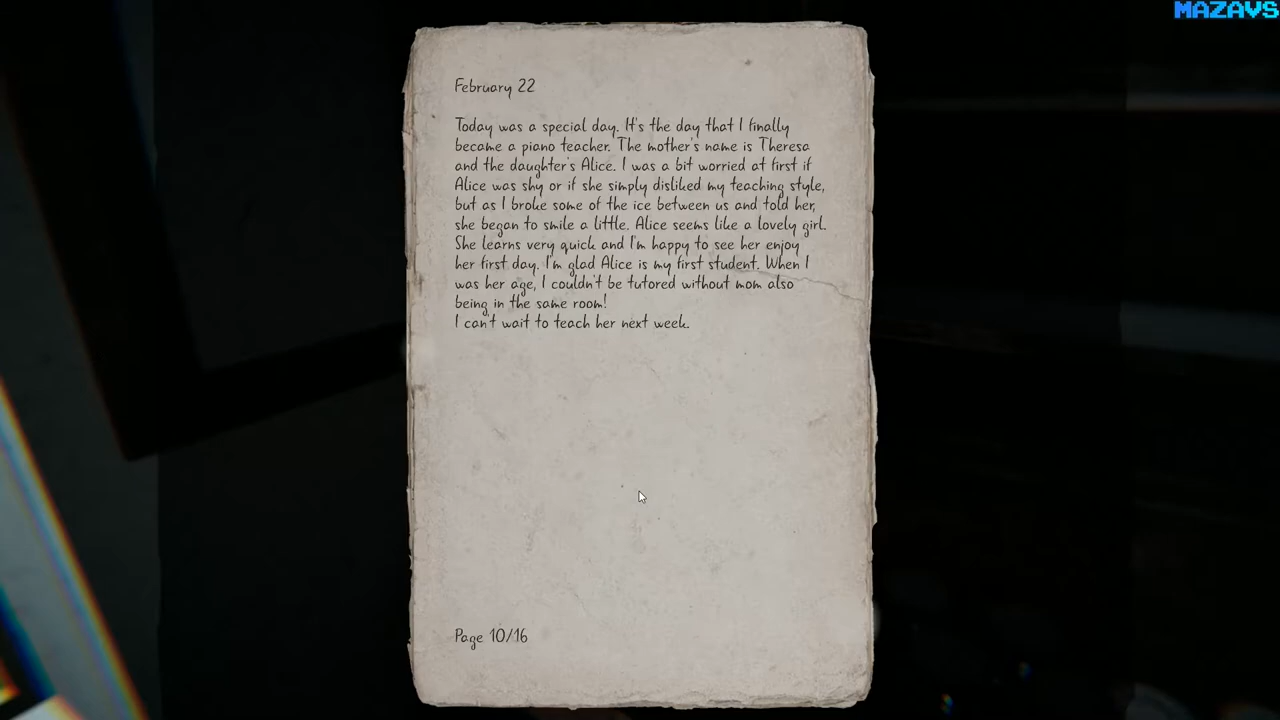 MAZAVS
February 22
Today was a special day. It's the day that I finally
became a piano teacher. The mother's name is Theresa
and the daughter's Alice. I was a bit worried at first if
Alice was shy or if she simply disliked my teaching style,
but as I broke some of the ice between us and told her,
she began to smile a little. Alice seems like a lovely girl.
She learns very quick and I'm happy to see her enjoy
her first day. I'm glad Alice is my first student. When I
was her age, I couldn't be tutored without mom also
being in the same room!
I can't wait to teach her next week.
Page 10/16